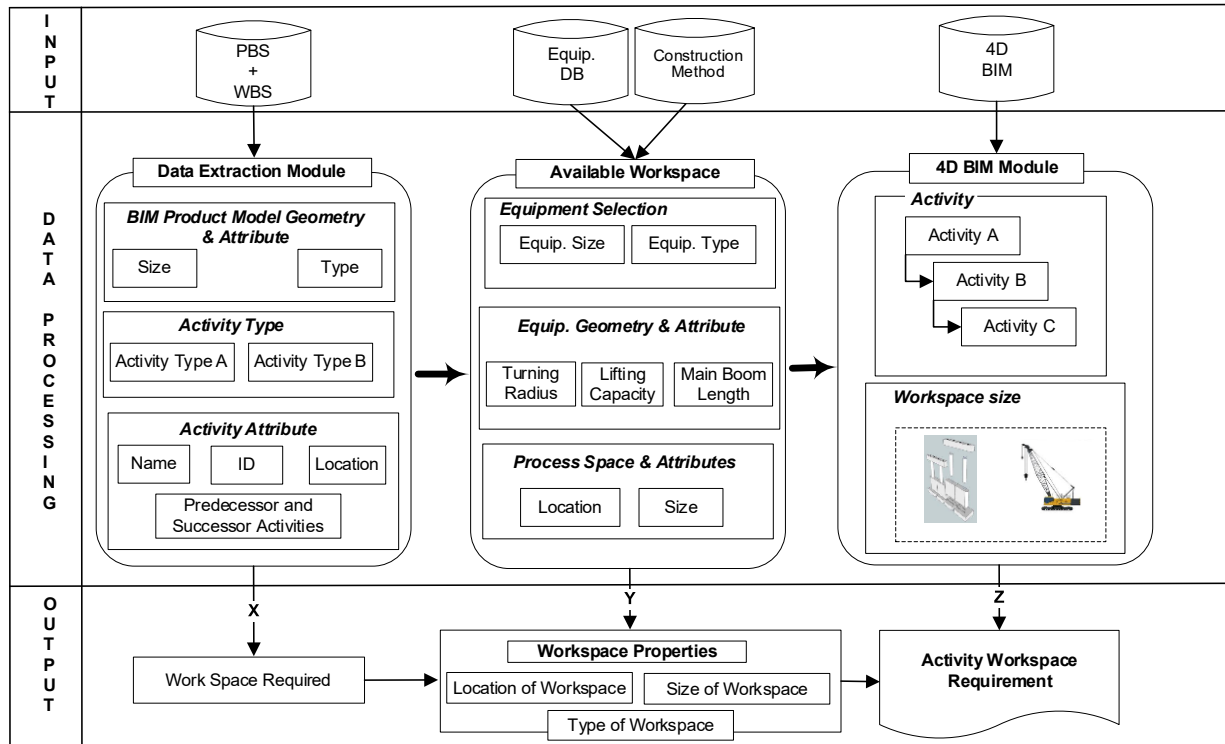 INPUT
PBS
+
WBS
Equip.
DB
Construction
Method
4D
BIM
DATA PROCESSING
Data Extraction Module
BIM Product Model Geometry
& Attribute
Size
Type
Activity Type
Activity Type A
Activity Type B
Activity Attribute
Name
ID
Location
Predecessor and
Successor Activities
Available Workspace
Equipment Selection
Equip. Size
Equip. Type
Equip. Geometry & Attribute
Turning
Radius
Lifting
Capacity
Main Boom
Length
Process Space & Attributes
Location
Size
4D BIM Module
Activity
Activity A
Activity B
Activity C
Workspace size
OUTPUT
X
Y
Z
Work Space Required
Workspace Properties
Location of Workspace
Size of Workspace
Type of Workspace
Activity Workspace
Requirement